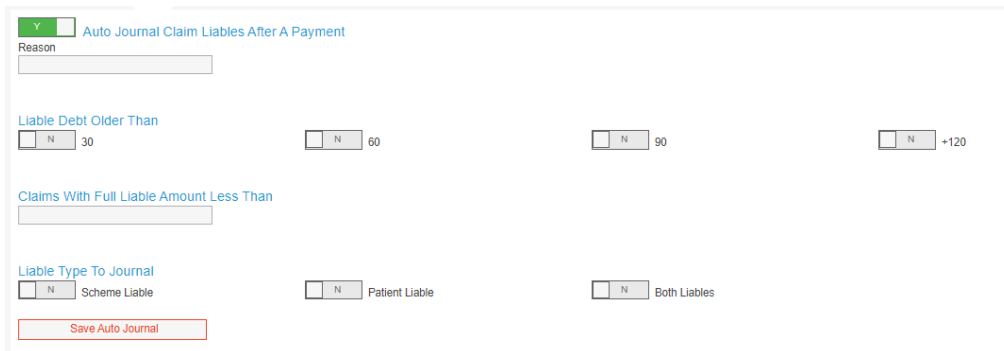 Y Auto Journal Claim Liables After A Payment
Reason
Liable Debt Older Than
N 30 N 60 N 90 N +120
Claims With Full Liable Amount Less Than
Liable Type To Journal
N Scheme Liable N Patient Liable N Both Liables
Save Auto Journal